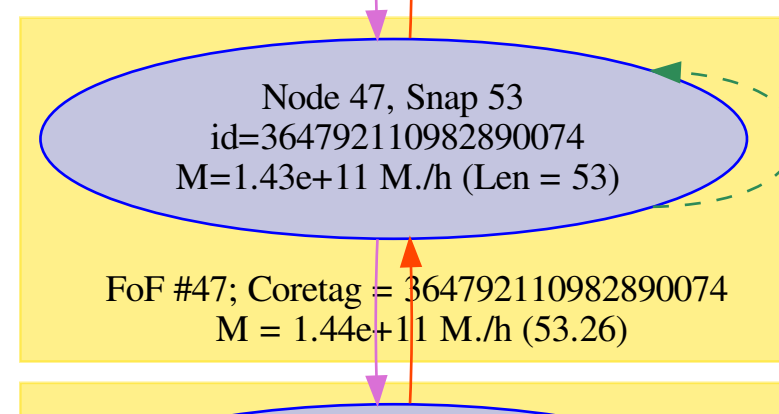 Node 47, Snap 53
id=364792110982890074
M=1.43e+11 M./h (Len = 53)
FoF #47; Coretag = 364792110982890074
M = 1.44e+11 M./h (53.26)